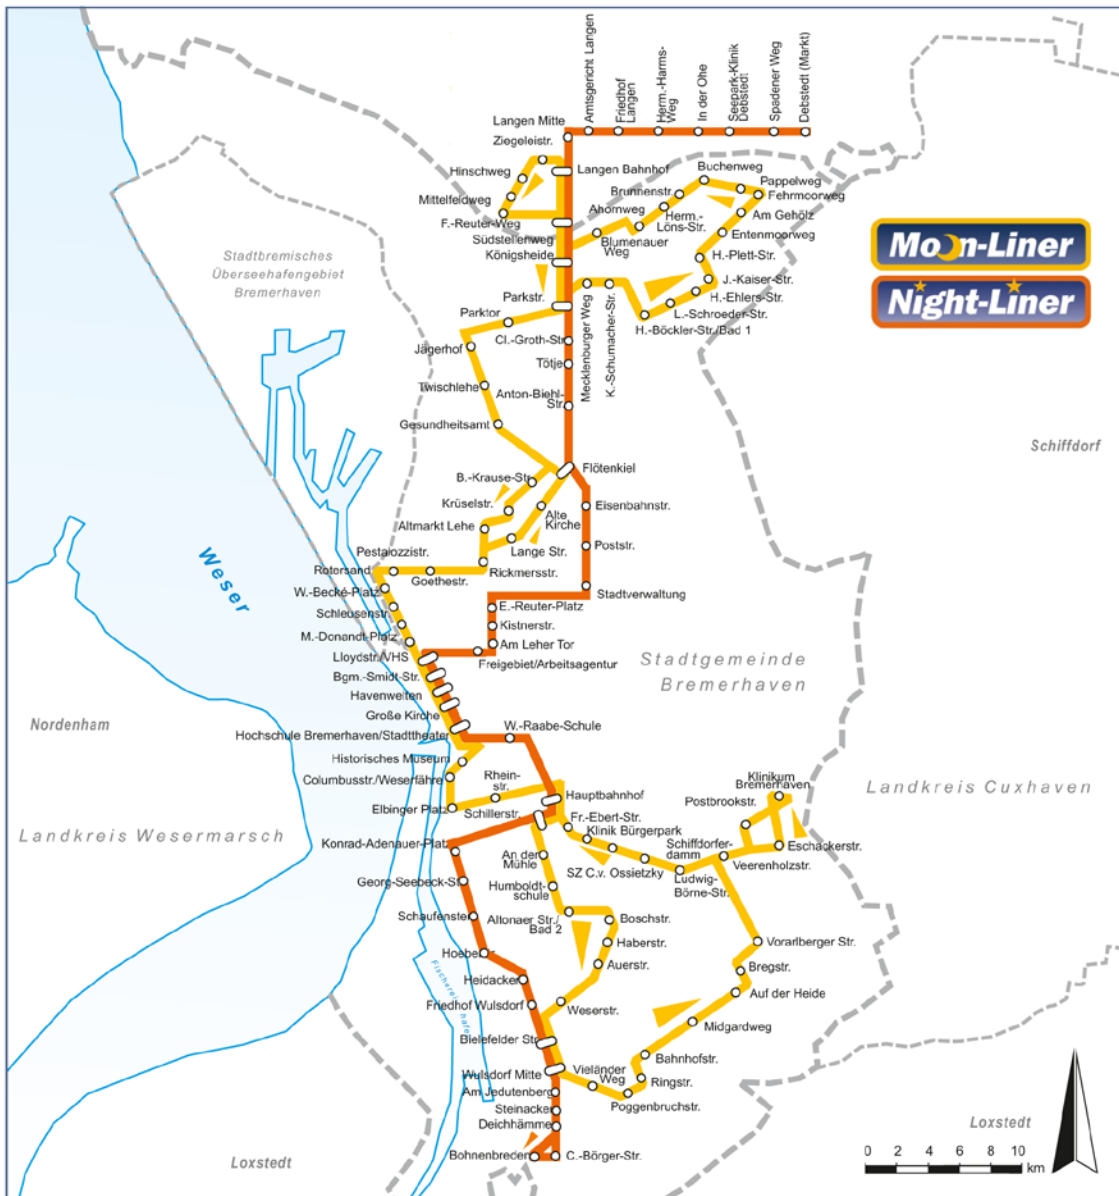 Amtsgericht Langen
Friedhof
Langen
Herm.-Harms-
Weg
In der Ohe
Seepark-Klinik
Debstedt
Spadener Weg
Debstedt (Markt)
Langen Mitte
Ziegeleistr.
Hinschweg
Langen Bahnhof
Mittelfeldweg
F.-Reuter-Weg
Südstellenweg
Königsheide
Parkstr.
Buchenweg
Pappelweg
Brunnenstr.
Fehrmoorweg
Ahornweg
Herm.-
Löns-Str.
Am Gehölz
Blumenauer
Weg
Entenmoorweg
H.-Plett-Str.
J.-Kaiser-Str.
H.-Ehlers-Str.
L.-Schroeder-Str.
H.-Böckler-Str./Bad 1
Mecklenburger Weg
K.-Schumacher-Str.
Moon-Liner
Night-Liner
Stadtbremisches
Überseehafengebiet
Bremerhaven
Parktor
Cl.-Groth-Str.
Jägerhof
Tötje
Twischlehe
Anton-Biehl-
Str.
Gesundheitsamt
Schiffdorf
Flötenkiel
B.-Krause-Str.
Krüselstr.
Eisenbahnstr.
Alte
Kirche
Altmarkt Lehe
Lange Str.
Poststr.
Pestalozzistr.
Rotersand
Goethestr.
Rickmersstr.
Weser
W.-Becké-Platz
Stadtverwaltung
Schleusenstr.
E.-Reuter-Platz
Kistnerstr.
M.-Donandt-Platz
Am Leher Tor
Lloydstr./VHS
Freigebiet/Arbeitsagentur
Stadtgemeinde
Bremerhaven
Bgm.-Smidt-Str.
Havenwelten
Große Kirche
Nordenham
Hochschule Bremerhaven/Stadttheater
W.-Raabe-Schule
Historisches Museum
Columbusstr./Weserfähre
Rhein-
str.
Klinikum
Bremerhaven
Landkreis Cuxhaven
Elbinger Platz
Schillerstr.
Hauptbahnhof
Postbrookstr.
Fr.-Ebert-Str.
Klinik Bürgerpark
Landkreis Wesermarsch
Konrad-Adenauer-Platz
Schiffdorfer-
damm
Eschackerstr.
An der
Mühle
Veerenholzstr.
SZ C.v. Ossietzky
Ludwig-
Börne-Str.
Georg-Seebeck-Str.
Humboldt-
schule
Schaufenster
Altonaer Str./
Bad 2
Boschstr.
Haberstr.
Vorarlberger Str.
Auerstr.
Bregstr.
Heidacker
Auf der Heide
Friedhof Wulsdorf
Weserstr.
Midgardweg
Bielefelder Str.
Bahnhofstr.
Wulsdorf Mitte
Vieländer
Weg
Ringstr.
Am Jedutenberg
Poggenbruchstr.
Steinacker
Deichhämme
Bohnenbreden
C.-Börger-Str.
Loxstedt
Loxstedt
0 2 4 6 8 10
km